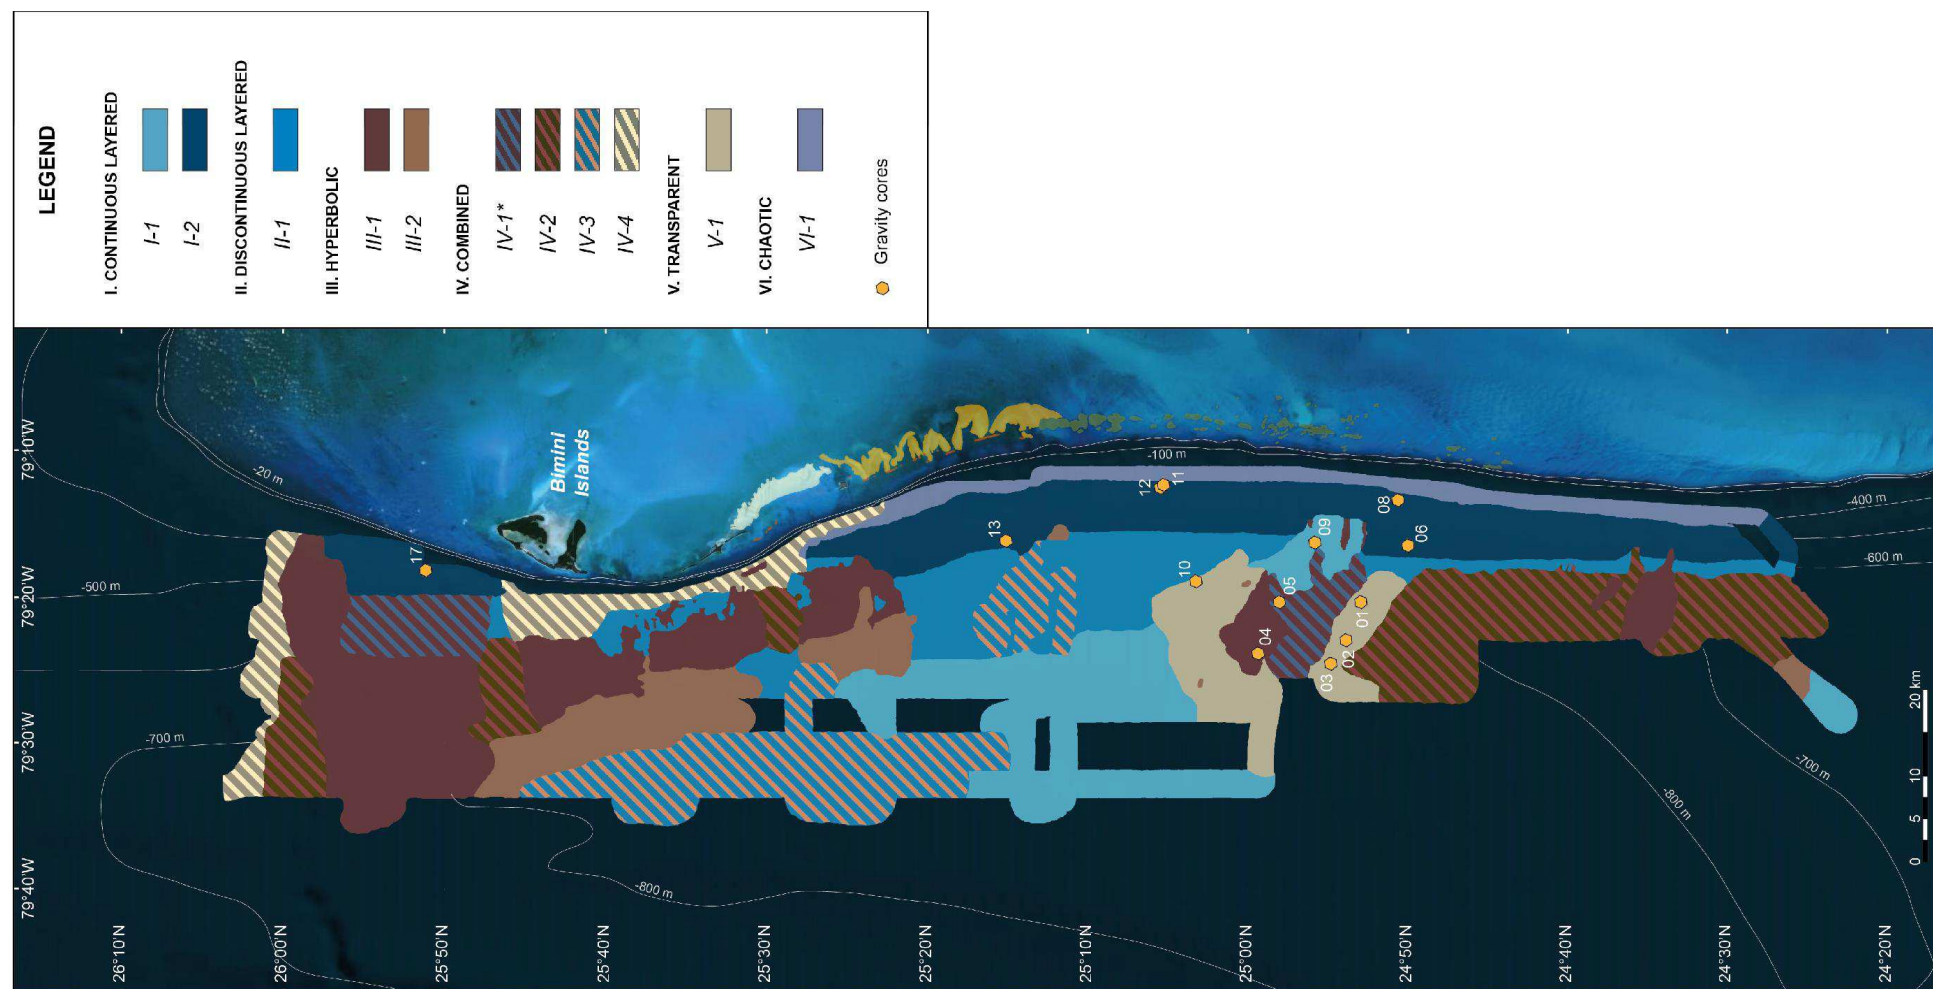 LEGEND
I. CONTINUOUS LAYERED
I-1
I-2
II. DISCONTINUOUS LAYERED
II-1
III. HYPERBOLIC
III-1
III-2
IV. COMBINED
IV-1*
IV-2
IV-3
IV-4
V. TRANSPARENT
V-1
VI. CHAOTIC
VI-1
Gravity cores
26°10'N
26°00'N
25°50'N
25°40'N
25°30'N
25°20'N
25°10'N
25°00'N
24°50'N
24°40'N
24°30'N
24°20'N
79°40'W
79°30'W
79°20'W
79°10'W
-20 m
-500 m
-700 m
-800 m
-100 m
-400 m
-600 m
-700 m
-800 m
Bimini
Islands
17
13
12
11
10
09
08
06
05
04
03
02
01
0
5
10
20 km